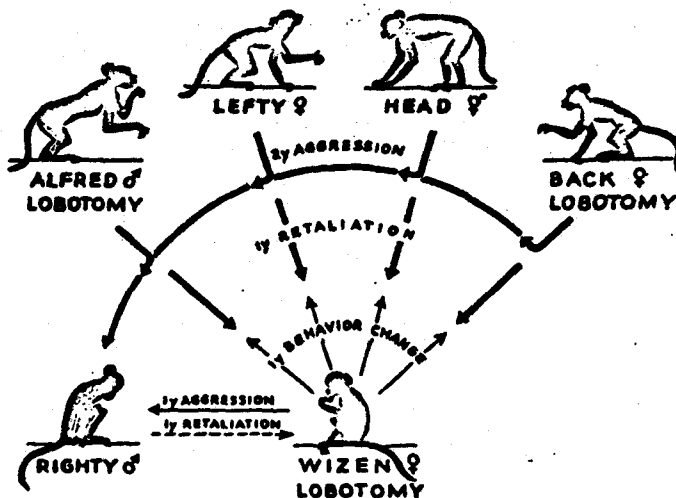 LEFTY ♀
HEAD ♀
2y AGGRESSION
ALFRED ♂
LOBOTOMY
BACK ♀
LOBOTOMY
1y RETALIATION
1y BEHAVIOR CHANGE
1y AGGRESSION
1y RETALIATION
RIGHTY ♂
WIZEN ♀
LOBOTOMY